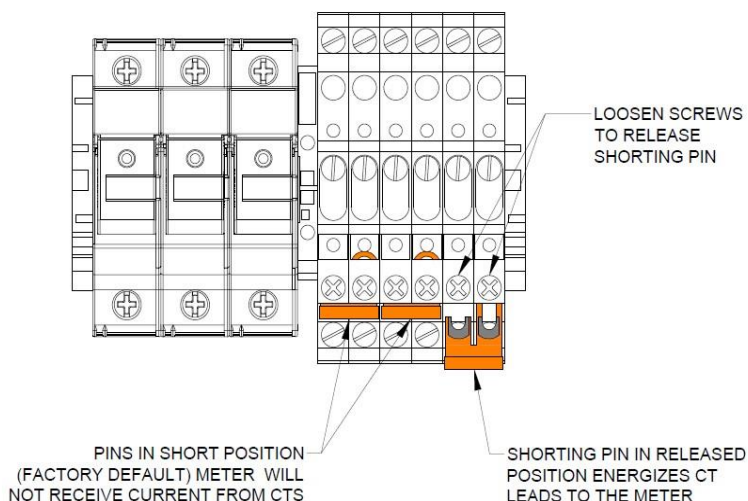 LOOSEN SCREWS
TO RELEASE
SHORTING PIN
PINS IN SHORT POSITION
(FACTORY DEFAULT) METER WILL
NOT RECEIVE CURRENT FROM CTS
SHORTING PIN IN RELEASED
POSITION ENERGIZES CT
LEADS TO THE METER